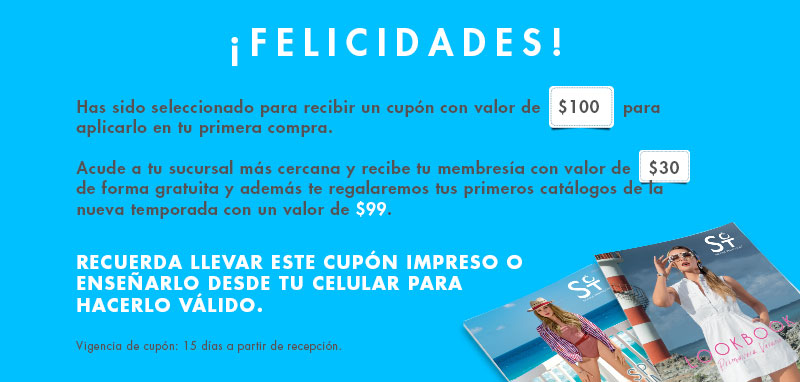 ¡FELICIDADES!
Has sido seleccionado para recibir un cupón con valor de $100 para
aplicarlo en tu primera compra.
Acude a tu sucursal más cercana y recibe tu membresía con valor de $30
de forma gratuita y además te regalaremos tus primeros catálogos de la
nueva temporada con un valor de $99.
RECUERDA LLEVAR ESTE CUPÓN IMPRESO O
ENSEÑARLO DESDE TU CELULAR PARA
HACERLO VÁLIDO.
Vigencia de cupón: 15 días a partir de recepción.
LOOKBOOK